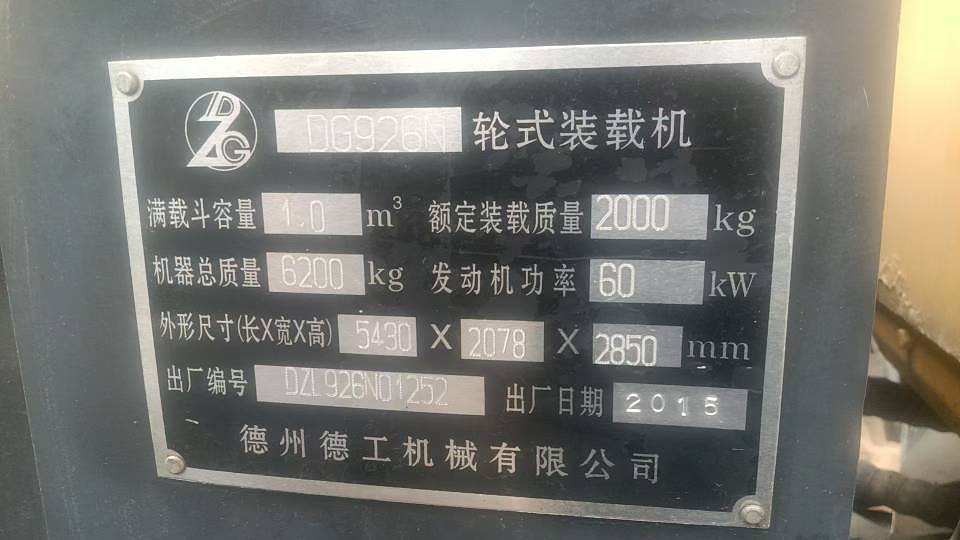 DZG DG926N 轮式装载机
满载斗容量 1.0 m³ 额定装载质量 2000 kg
机器总质量 6200 kg 发动机功率 60 kW
外形尺寸(长X宽X高) 5430 X 2078 X 2850 mm
出厂编号 DZL926N01252 出厂日期 2015
德州德工机械有限公司